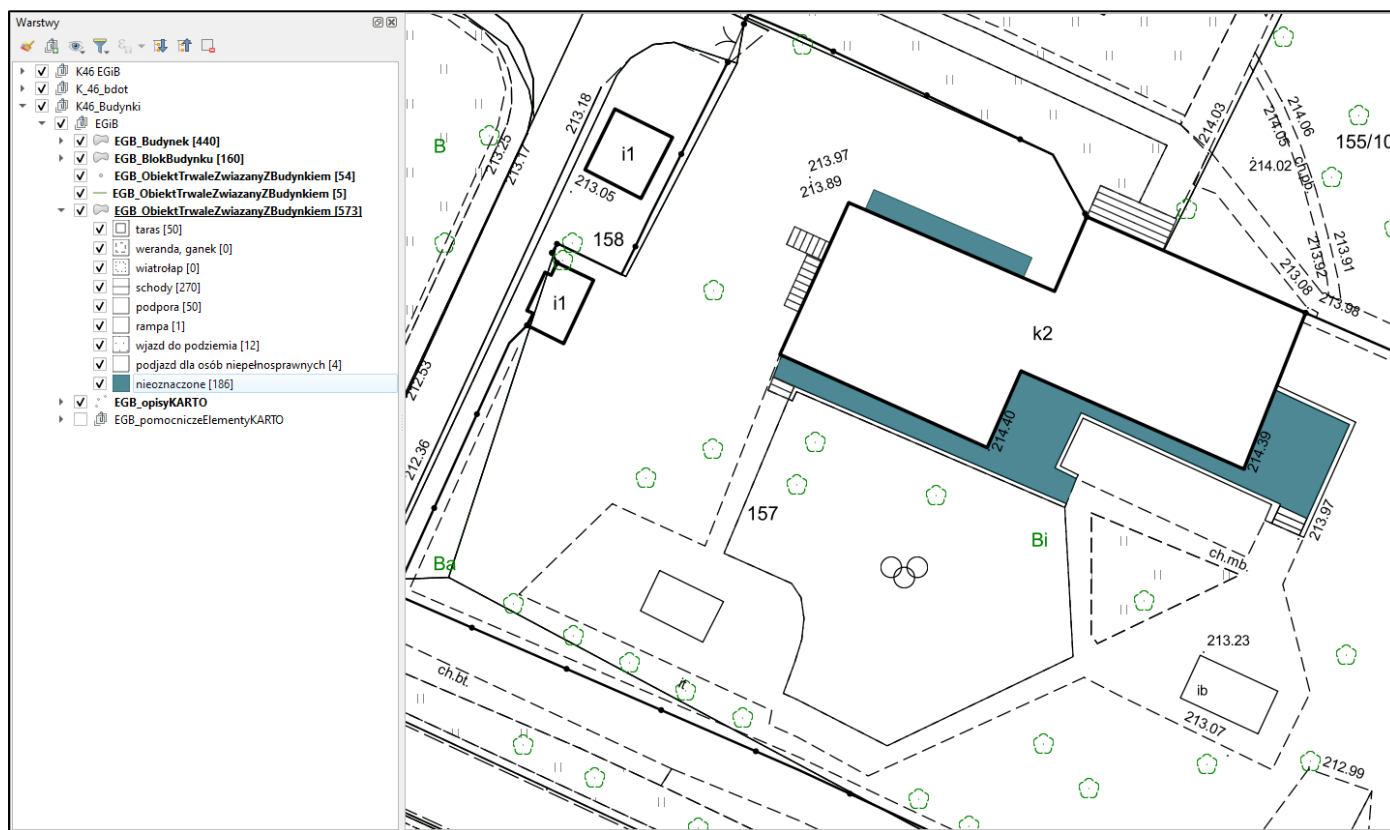 Warstwy
K46 EGiB
K_46_bdot
K46_Budynki
EGiB
EGB_Budynek [440]
EGB_BlokBudynku [160]
EGB_ObiektTrwaleZwiazanyZBudynkiem [54]
EGB_ObiektTrwaleZwiazanyZBudynkiem [5]
EGB_ObiektTrwaleZwiazanyZBudynkiem [573]
taras [50]
weranda, ganek [0]
wiatrołap [0]
schody [270]
podpora [50]
rampa [1]
wjazd do podziemia [12]
podjazd dla osób niepełnosprawnych [4]
nieoznaczone [186]
EGB_opisyKARTO
EGB_pomocniczeElementyKARTO
B
213.25
213.17
213.18
i1
213.05
158
i1
213.97
213.89
214.03
214.05
214.06
ch.pb.
214.02
155/10
213.91
213.92
213.08
213.98
k2
212.53
212.36
214.40
214.39
213.97
157
Bi
ch.mb.
Ba
ch.bt.
it
213.23
ib
213.07
212.99